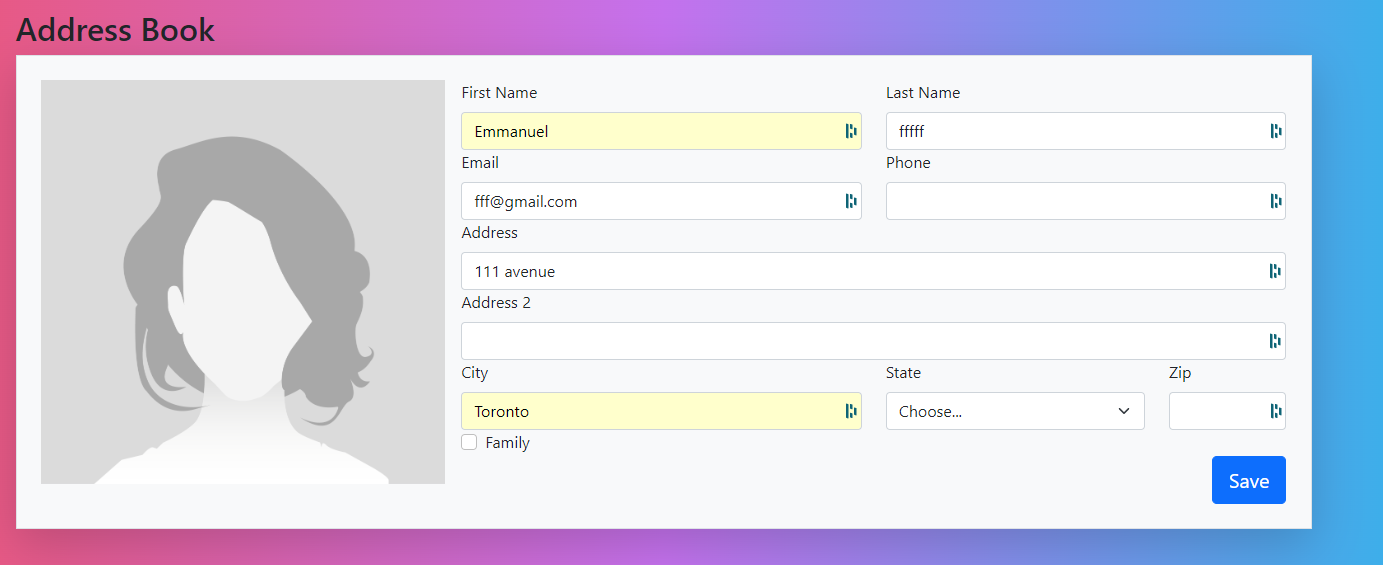 Address Book
First Name Last Name
Emmanuel fffff
Email Phone
fff@gmail.com
Address
111 avenue
Address 2
City State Zip
Toronto Choose...
Family
Save